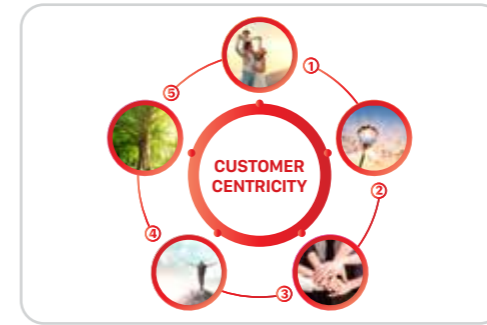 ①
⑤
CUSTOMER
CENTRICITY
②
④
③